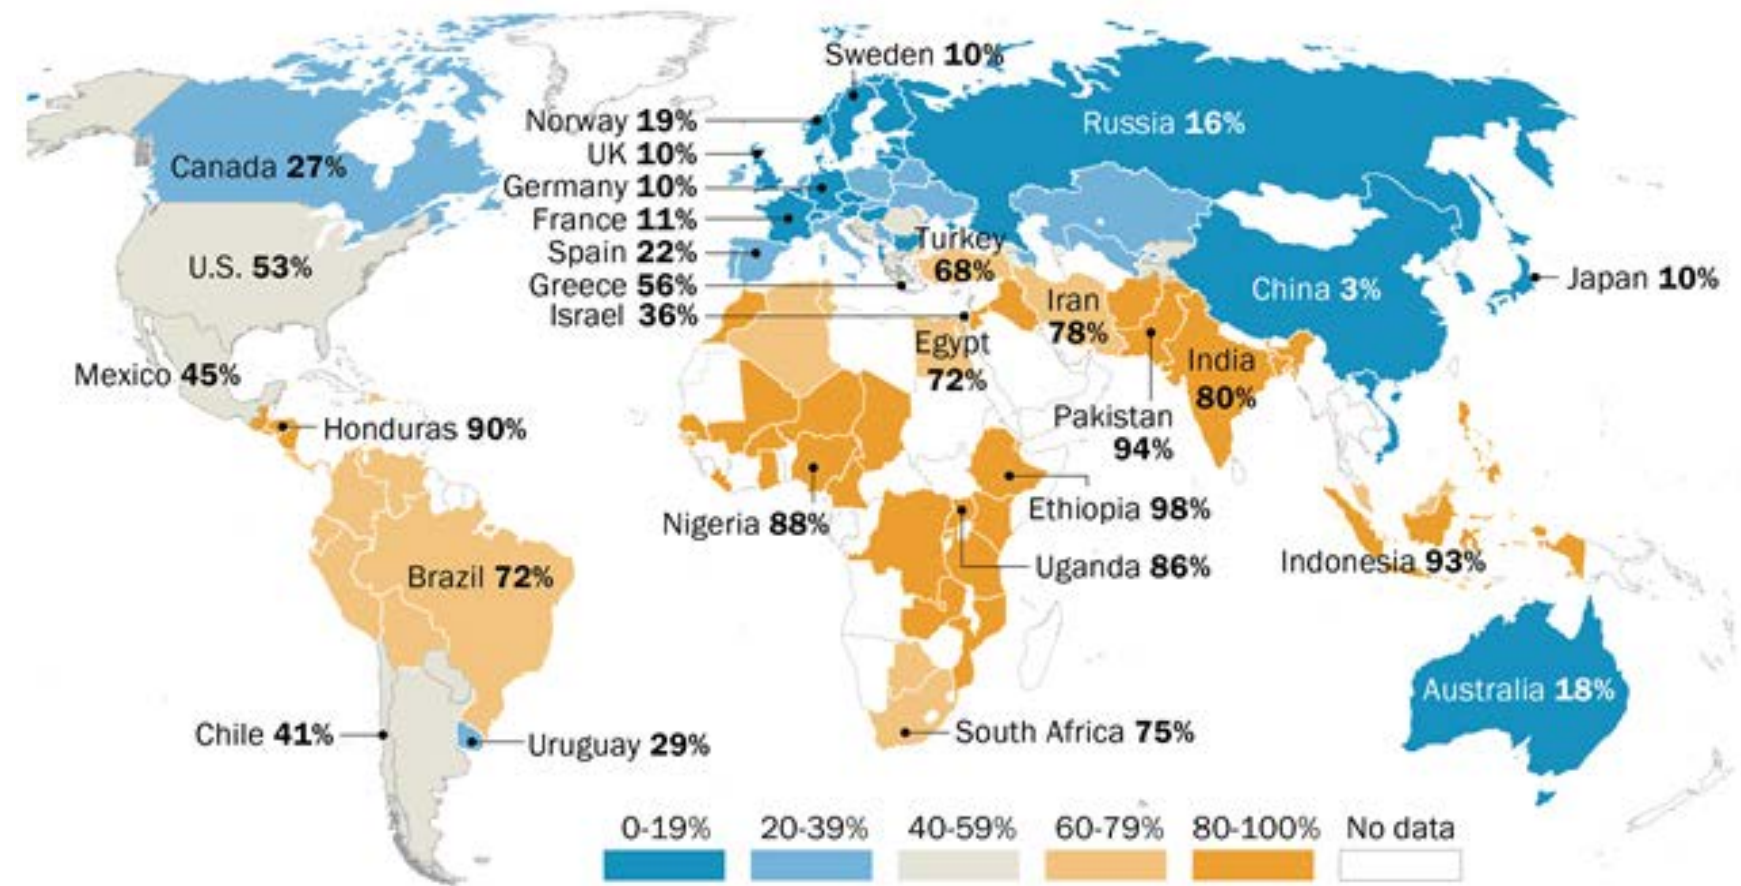 Sweden 10%
Norway 19%
Russia 16%
UK 10%
Canada 27%
Germany 10%
France 11%
Spain 22%
Turkey
68%
U.S. 53%
Greece 56%
China 3%
Japan 10%
Israel 36%
Iran
78%
Egypt
72%
India
80%
Mexico 45%
Pakistan
94%
Honduras 90%
Nigeria 88%
Ethiopia 98%
Uganda 86%
Indonesia 93%
Brazil 72%
Australia 18%
Chile 41%
Uruguay 29%
South Africa 75%
0-19% 20-39% 40-59% 60-79% 80-100% No data